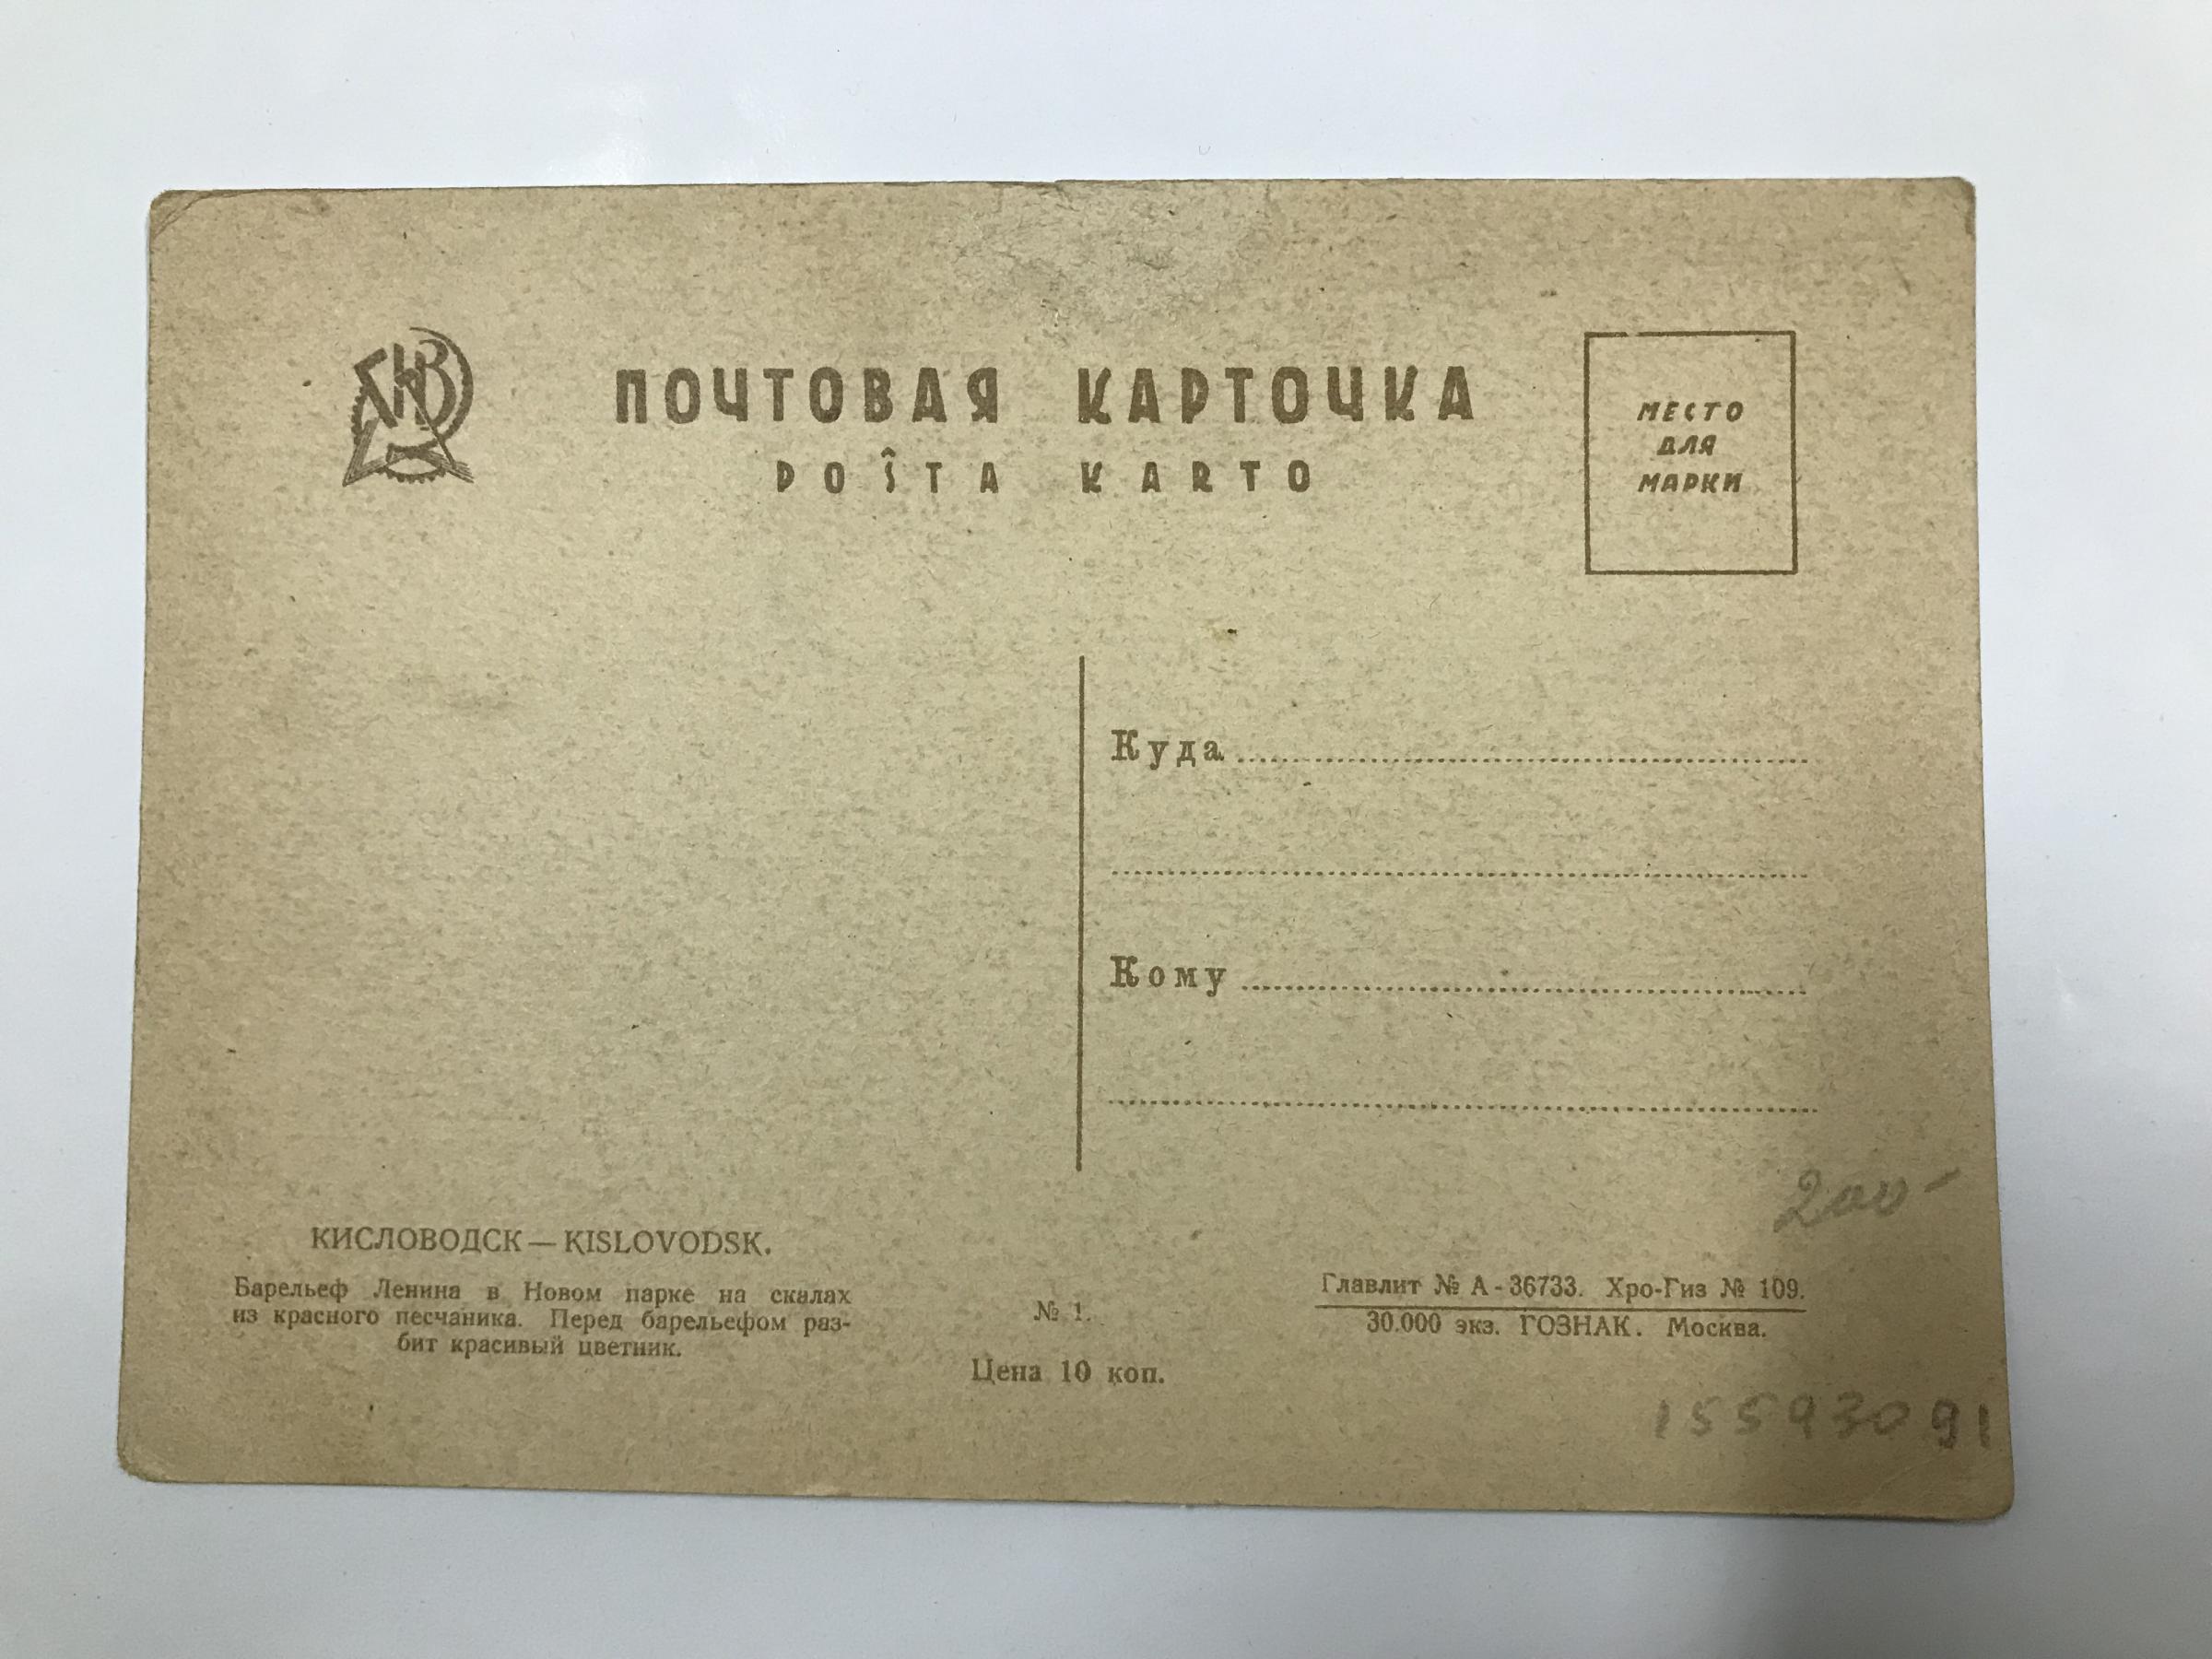 ГКВ
ПОЧТОВАЯ КАРТОЧКА
POŜTA KARTO
МЕСТО
ДЛЯ
МАРКИ
Куда
Кому
200-
КИСЛОВОДСК — KISLOVODSK.
Барельеф Ленина в Новом парке на скалах
из красного песчаника. Перед барельефом раз-
бит красивый цветник.
№ 1.
Цена 10 коп.
Главлит № А - 36733. Хро-Гиз № 109.
30.000 экз. ГОЗНАК. Москва.
15593091